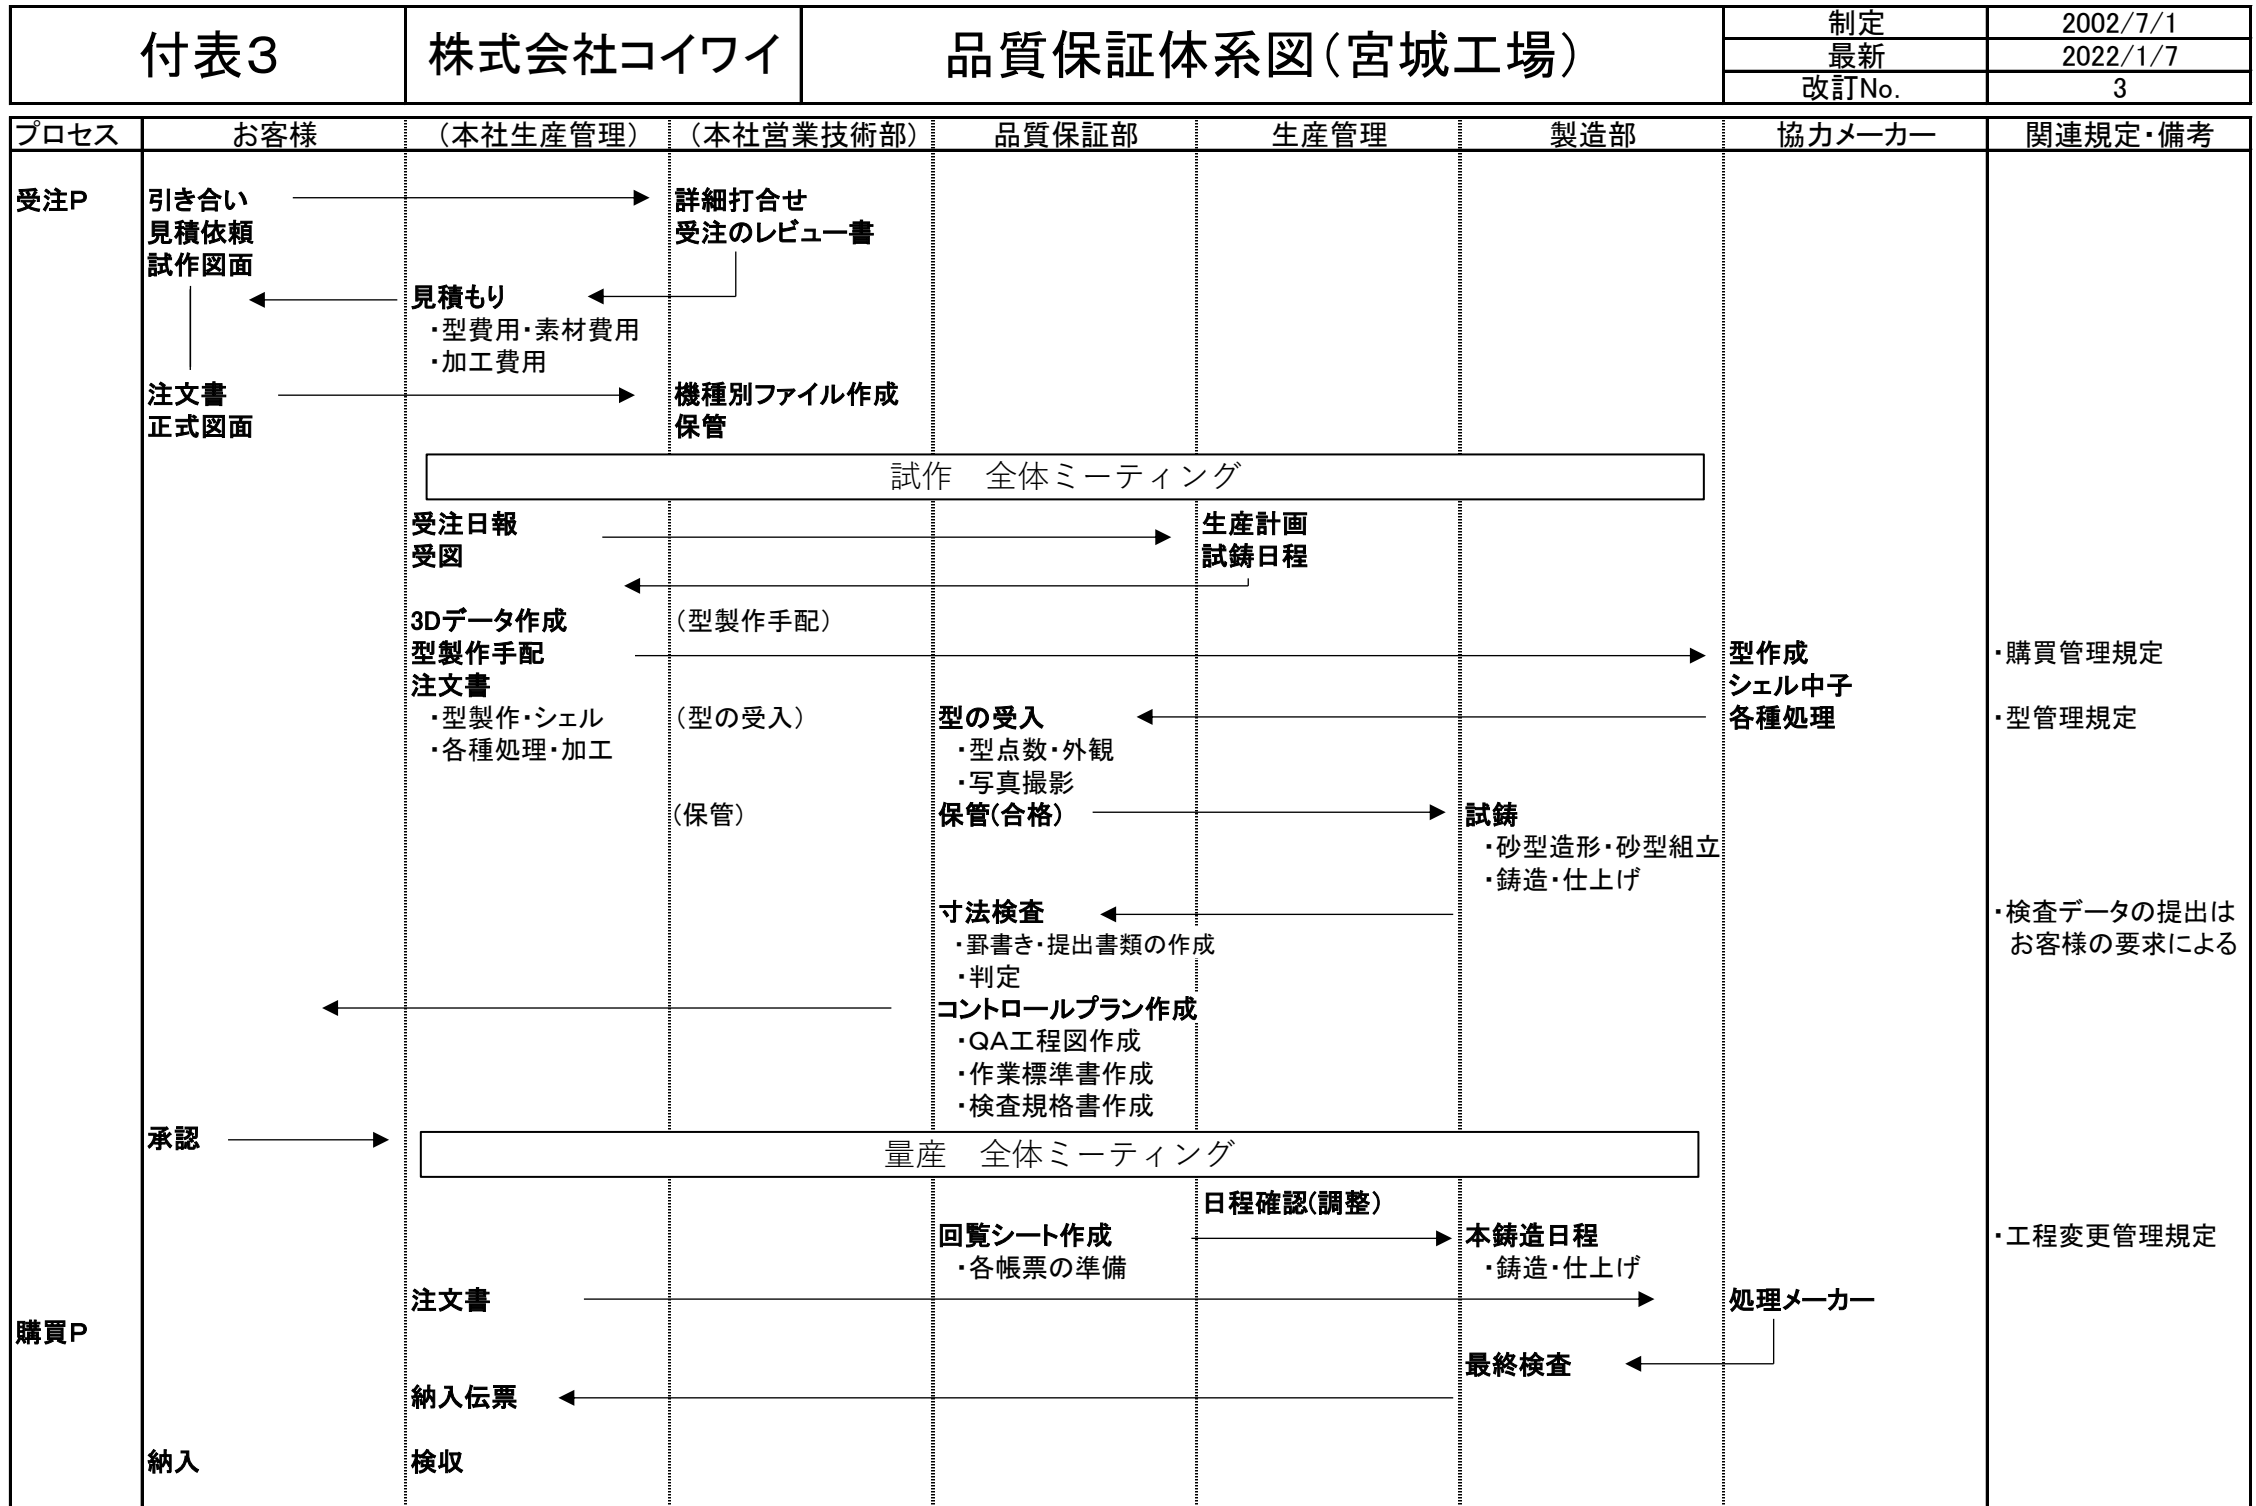 付表3
株式会社コイワイ
品質保証体系図(宮城工場)
制定 2002/7/1
最新 2022/1/7
改訂No. 3
プロセス お客様 (本社生産管理) (本社営業技術部) 品質保証部 生産管理 製造部 協力メーカー 関連規定・備考
受注P 引き合い 詳細打合せ
見積依頼 受注のレビュー書
試作図面
見積もり
・型費用・素材費用
・加工費用
注文書 機種別ファイル作成
正式図面 保管
試作　全体ミーティング
受注日報 生産計画
受図 試鋳日程
3Dデータ作成 (型製作手配)
型製作手配 型作成 ・購買管理規定
注文書 シェル中子
・型製作・シェル (型の受入) 型の受入 各種処理 ・型管理規定
・各種処理・加工 ・型点数・外観
・写真撮影
(保管) 保管(合格) 試鋳
・砂型造形・砂型組立
・鋳造・仕上げ
寸法検査 ・検査データの提出は
・罫書き・提出書類の作成 お客様の要求による
・判定
コントロールプラン作成
・QA工程図作成
・作業標準書作成
・検査規格書作成
承認
量産　全体ミーティング
日程確認(調整)
回覧シート作成 本鋳造日程 ・工程変更管理規定
・各帳票の準備 ・鋳造・仕上げ
注文書 処理メーカー
購買P
最終検査
納入伝票
納入 検収